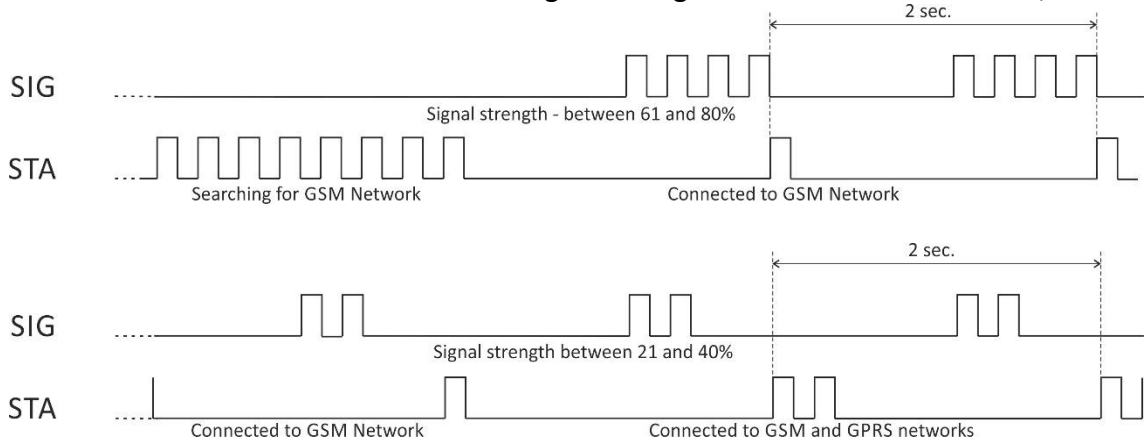 2 sec.
SIG
Signal strength - between 61 and 80%
STA
Searching for GSM Network
Connected to GSM Network
2 sec.
SIG
Signal strength between 21 and 40%
STA
Connected to GSM Network
Connected to GSM and GPRS networks